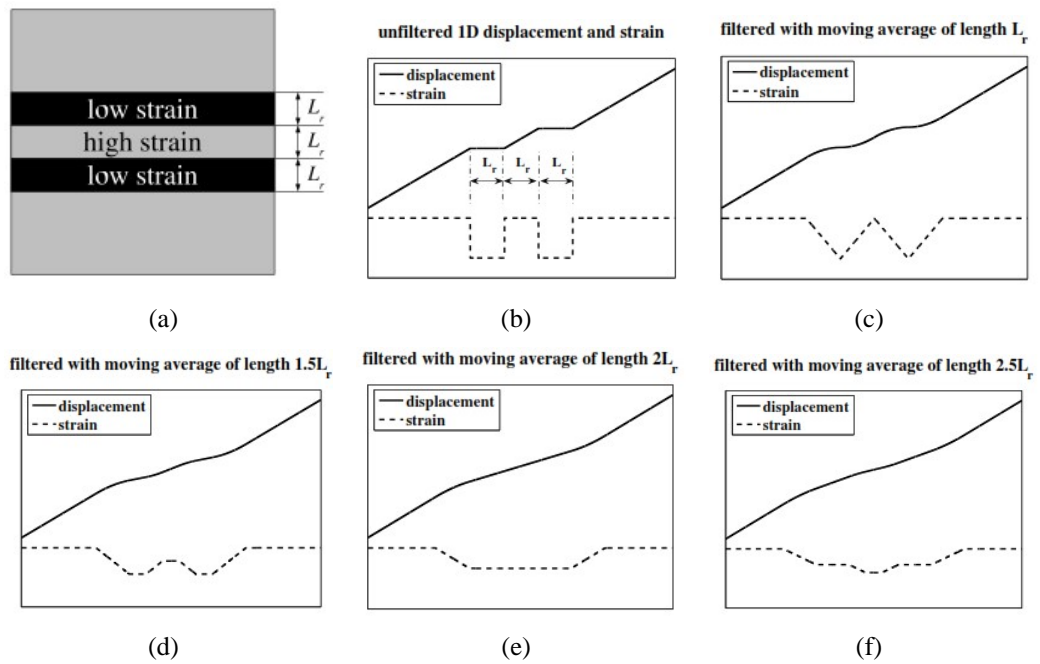 low strain
high strain
low strain
L_r
L_r
L_r
(a)
unfiltered 1D displacement and strain
displacement
strain
L_r L_r L_r
(b)
filtered with moving average of length L_r
displacement
strain
(c)
filtered with moving average of length 1.5L_r
displacement
strain
(d)
filtered with moving average of length 2L_r
displacement
strain
(e)
filtered with moving average of length 2.5L_r
displacement
strain
(f)